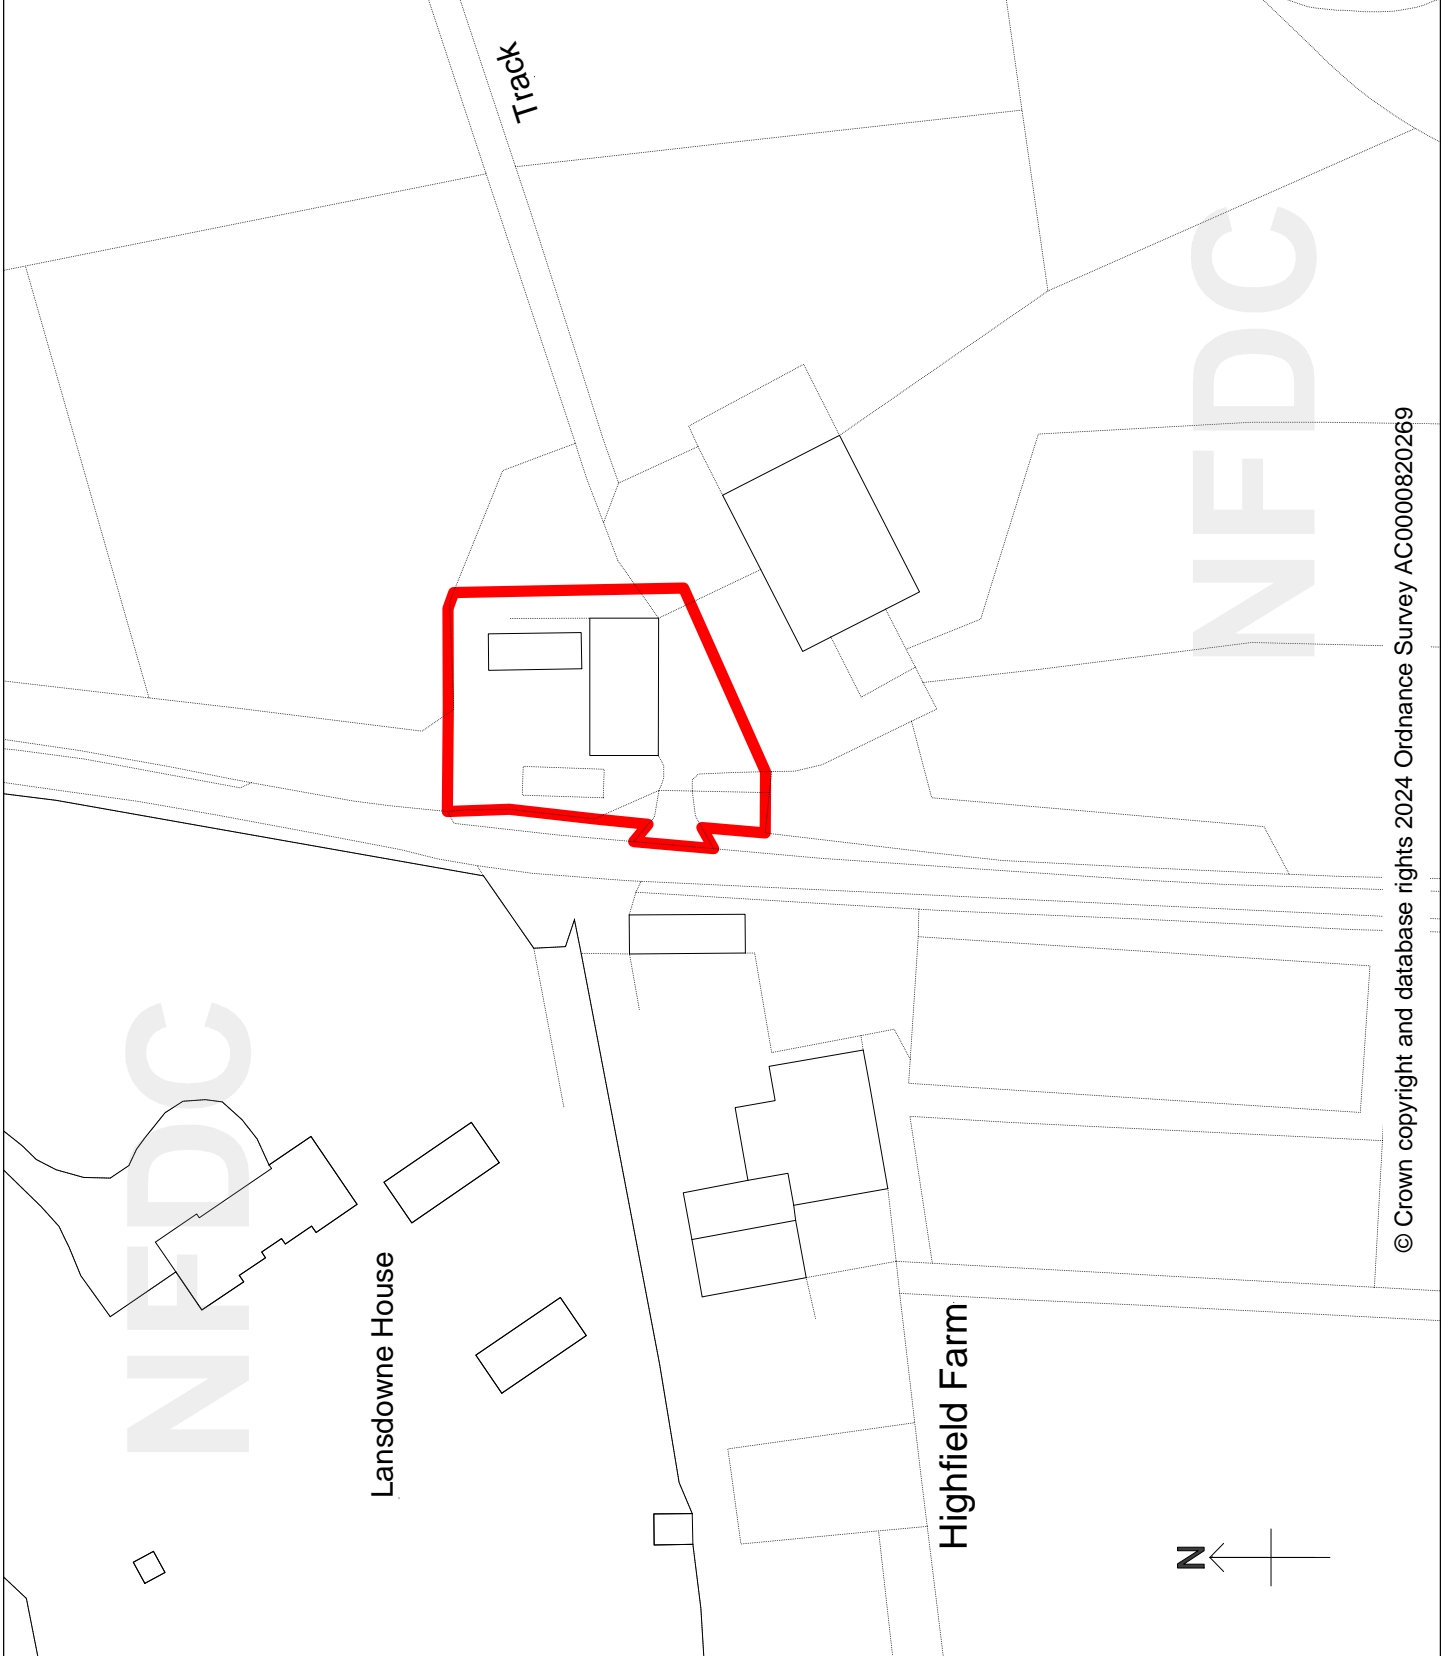 Track
NFDC
© Crown copyright and database rights 2024 Ordnance Survey AC0000820269
NFDC
Lansdowne House
Highfield Farm
N